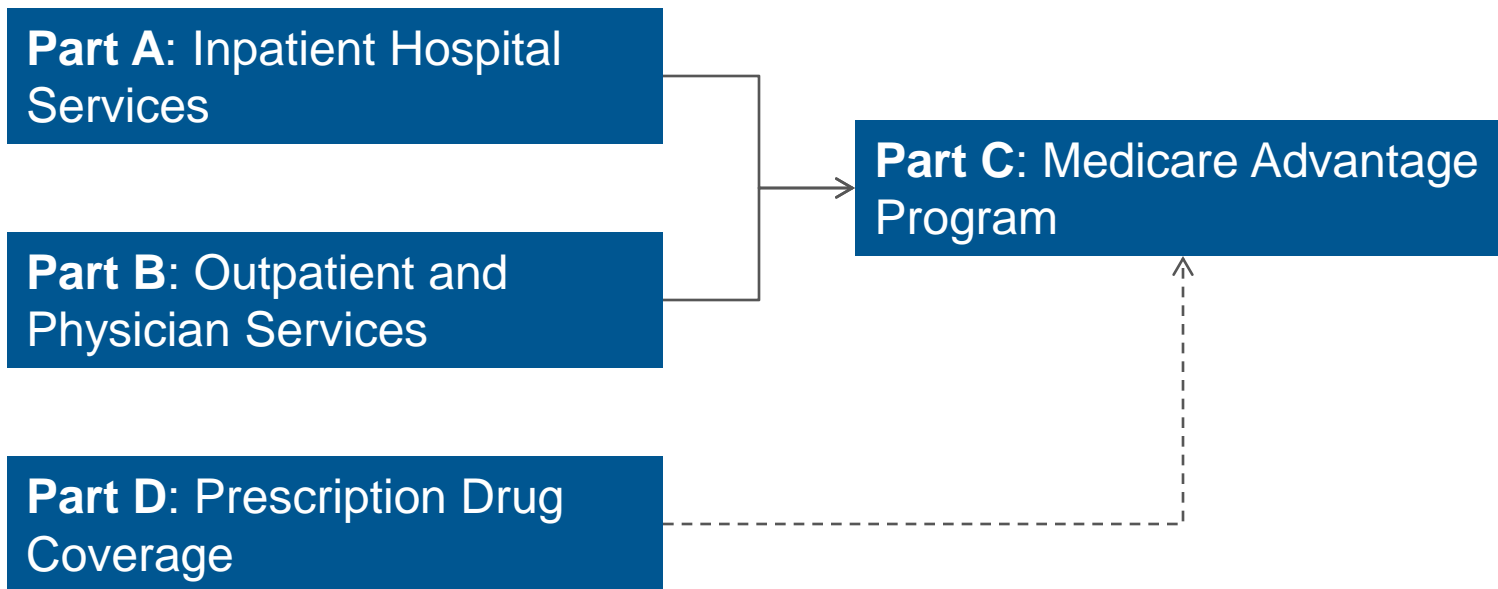 Part A: Inpatient Hospital
Services
Part B: Outpatient and
Physician Services
Part C: Medicare Advantage
Program
Part D: Prescription Drug
Coverage